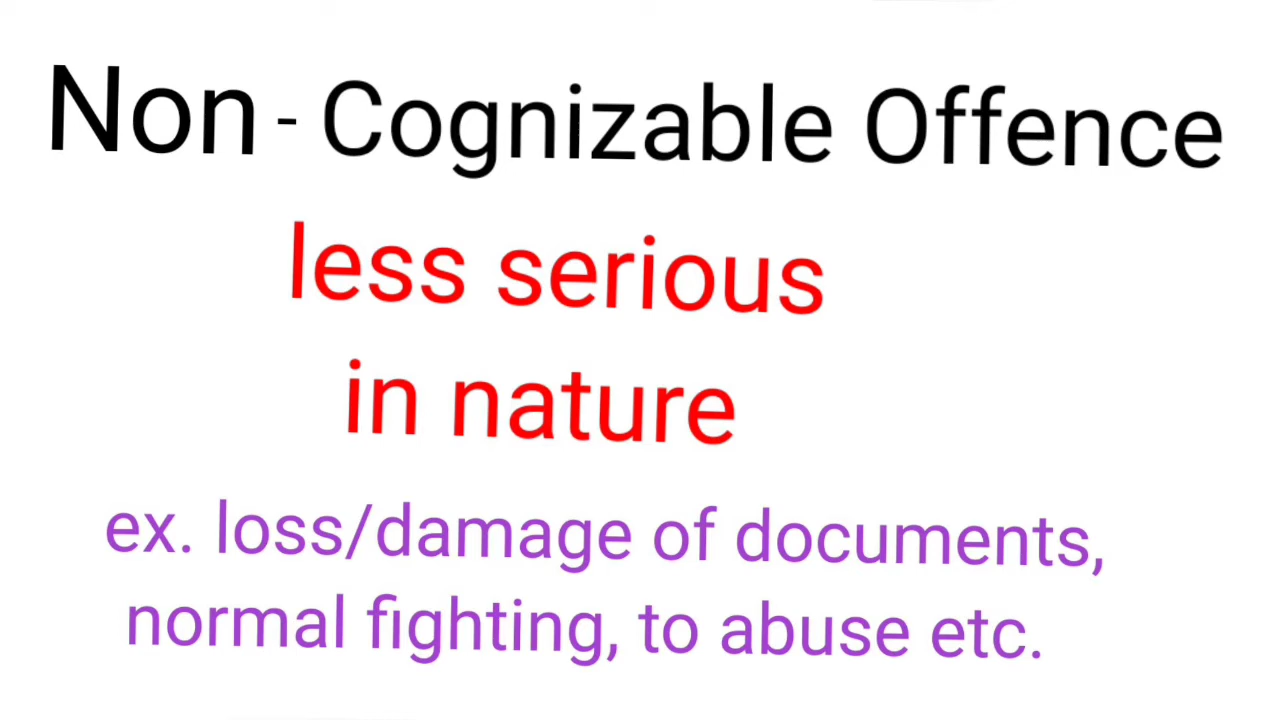 Non - Cognizable Offence
less serious
in nature
ex. loss/damage of documents,
normal fighting, to abuse etc.